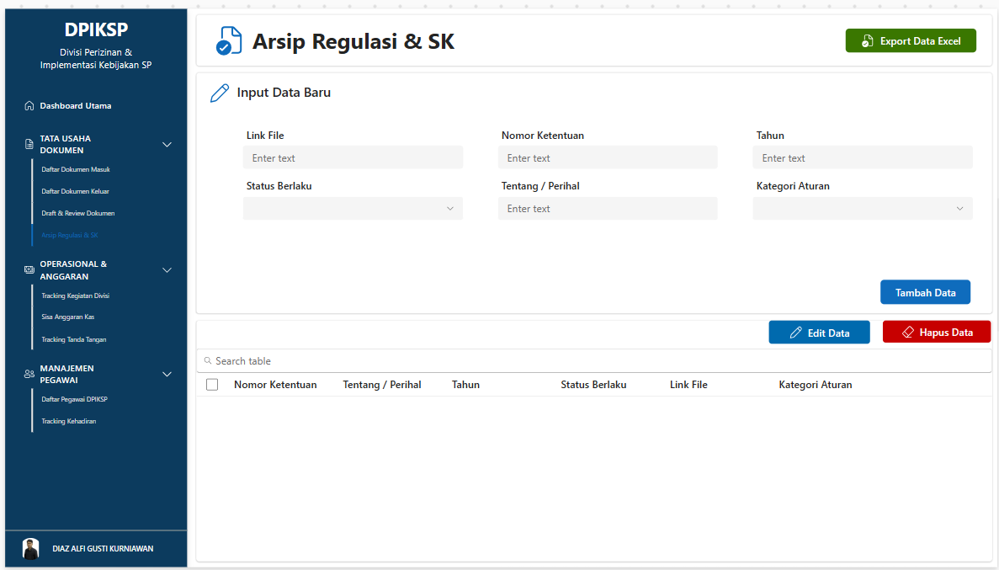 DPIKSP
Divisi Perizinan &
Implementasi Kebijakan SP
Dashboard Utama
TATA USAHA
DOKUMEN
Daftar Dokumen Masuk
Daftar Dokumen Keluar
Draft & Review Dokumen
Arsip Regulasi & SK
OPERASIONAL &
ANGGARAN
Tracking Kegiatan Divisi
Sisa Anggaran Kas
Tracking Tanda Tangan
MANAJEMEN
PEGAWAI
Daftar Pegawai DPIKSP
Tracking Kehadiran
DIAZ ALFI GUSTI KURNIAWAN
Arsip Regulasi & SK
Export Data Excel
Input Data Baru
Link File
Nomor Ketentuan
Tahun
Enter text
Enter text
Enter text
Status Berlaku
Tentang / Perihal
Kategori Aturan
Enter text
Tambah Data
Edit Data
Hapus Data
Search table
Nomor Ketentuan
Tentang / Perihal
Tahun
Status Berlaku
Link File
Kategori Aturan